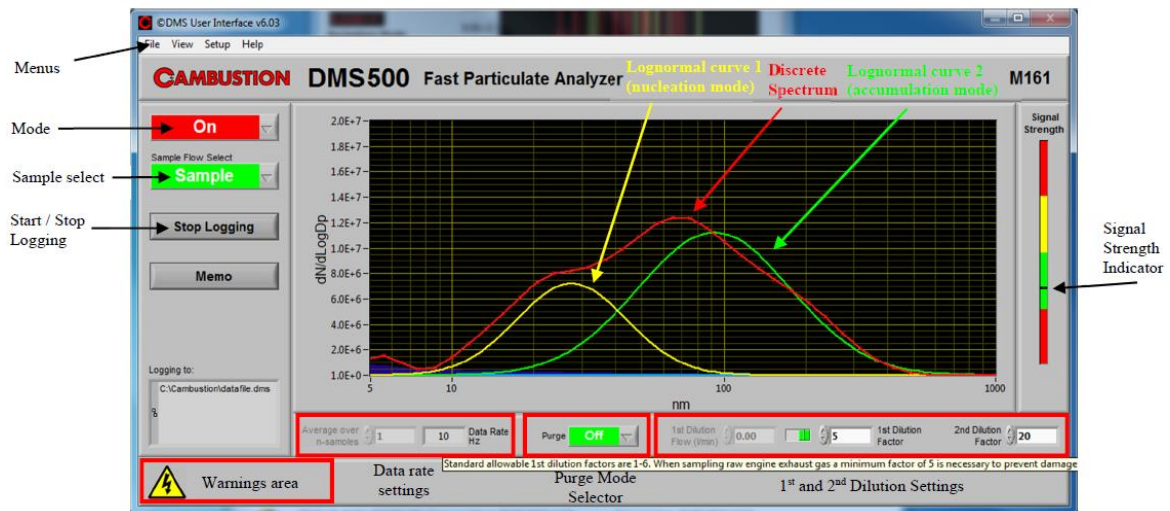 ©DMS User Interface v6.03
File View Setup Help
Menus
CAMBUSTION DMS500 Fast Particulate Analyzer M161
Lognormal curve 1
(nucleation mode)
Discrete
Spectrum
Lognormal curve 2
(accumulation mode)
Mode
On
Sample Flow Select
Sample select
Sample
Start / Stop
Logging
Stop Logging
Memo
Logging to:
C:\Cambustion\datafile.dms
dN/dLogDp
2.0E+7
1.8E+7
1.6E+7
1.4E+7
1.2E+7
1.0E+7
8.0E+6
6.0E+6
4.0E+6
2.0E+6
1.0E+0
5 10 100 1000
nm
Signal
Strength
Signal
Strength
Indicator
Average over
n-samples 1 10 Data Rate
Hz
Purge Off
1st Dilution
Flow (l/min) 0.00 5 1st Dilution
Factor
2nd Dilution
Factor 20
Standard allowable 1st dilution factors are 1-6. When sampling raw engine exhaust gas a minimum factor of 5 is necessary to prevent damage
Warnings area
Data rate
settings
Purge Mode
Selector
1st and 2nd Dilution Settings